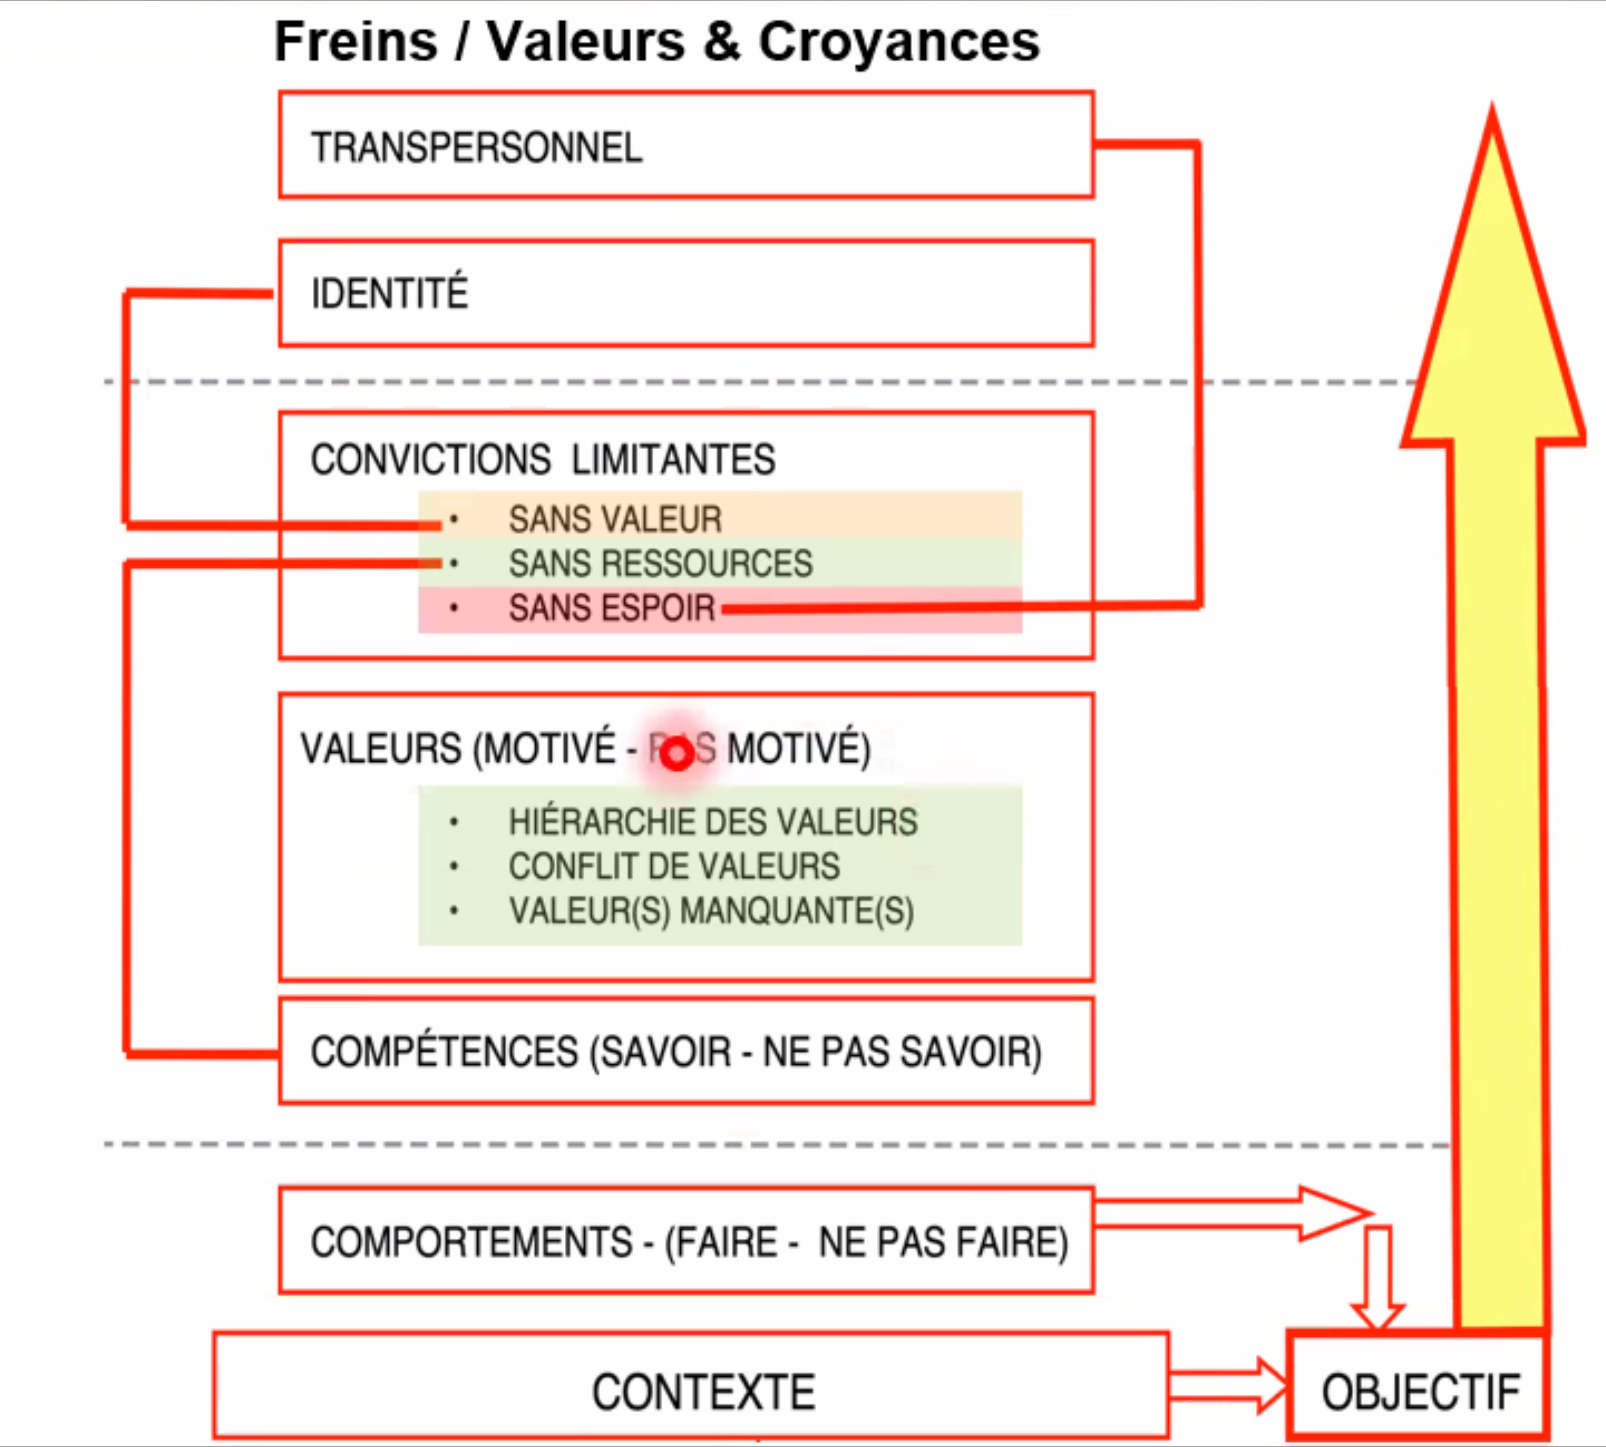 Freins / Valeurs & Croyances
TRANSPERSONNEL
IDENTITÉ
CONVICTIONS LIMITANTES
• SANS VALEUR
• SANS RESSOURCES
• SANS ESPOIR
VALEURS (MOTIVÉ - PAS MOTIVÉ)
• HIÉRARCHIE DES VALEURS
• CONFLIT DE VALEURS
• VALEUR(S) MANQUANTE(S)
COMPÉTENCES (SAVOIR - NE PAS SAVOIR)
COMPORTEMENTS - (FAIRE - NE PAS FAIRE)
CONTEXTE
OBJECTIF